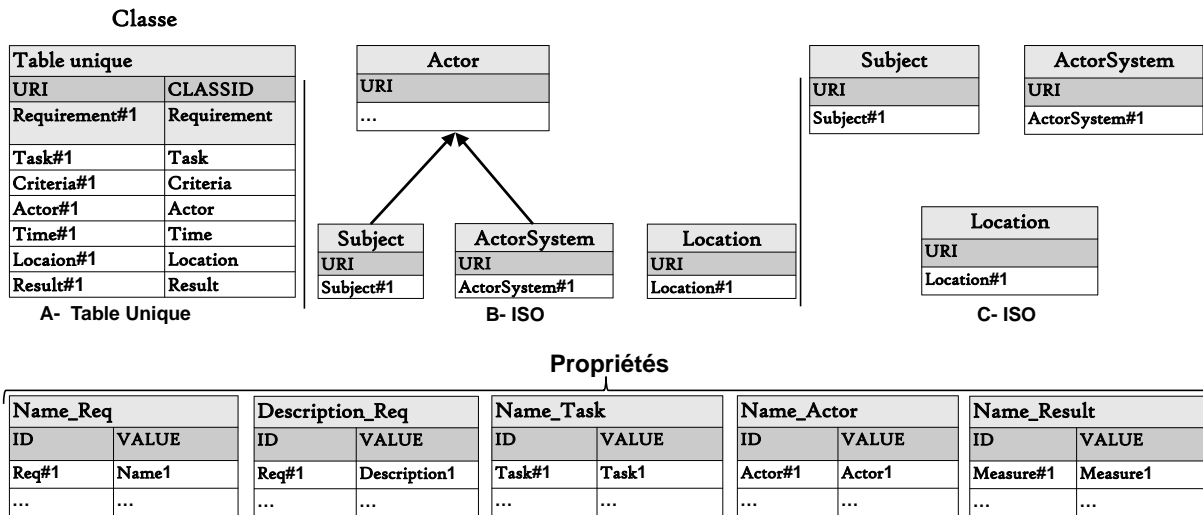 Classe
Table unique
URI CLASSID
Requirement#1 Requirement
Task#1 Task
Criteria#1 Criteria
Actor#1 Actor
Time#1 Time
Locaion#1 Location
Result#1 Result
A- Table Unique
Actor
URI
...
Subject
URI
Subject#1
ActorSystem
URI
ActorSystem#1
Location
URI
Location#1
B- ISO
Subject
URI
Subject#1
ActorSystem
URI
ActorSystem#1
Location
URI
Location#1
C- ISO
Propriétés
Name_Req
ID VALUE
Req#1 Name1
... ...
Description_Req
ID VALUE
Req#1 Description1
... ...
Name_Task
ID VALUE
Task#1 Task1
... ...
Name_Actor
ID VALUE
Actor#1 Actor1
... ...
Name_Result
ID VALUE
Measure#1 Measure1
... ...